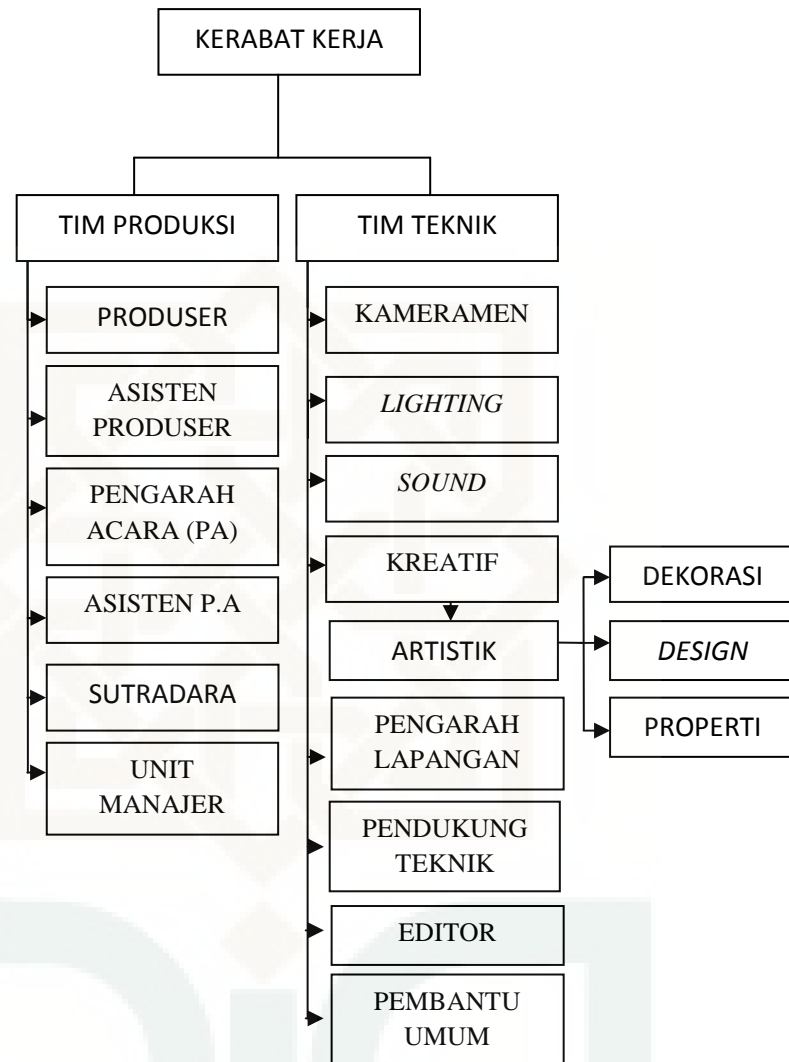 KERABAT KERJA
TIM PRODUKSI
PRODUSER
ASISTEN
PRODUSER
PENGARAH
ACARA (PA)
ASISTEN P.A
SUTRADARA
UNIT
MANAJER
TIM TEKNIK
KAMERAMEN
LIGHTING
SOUND
KREATIF
ARTISTIK
DEKORASI
DESIGN
PROPERTI
PENGARAH
LAPANGAN
PENDUKUNG
TEKNIK
EDITOR
PEMBANTU
UMUM